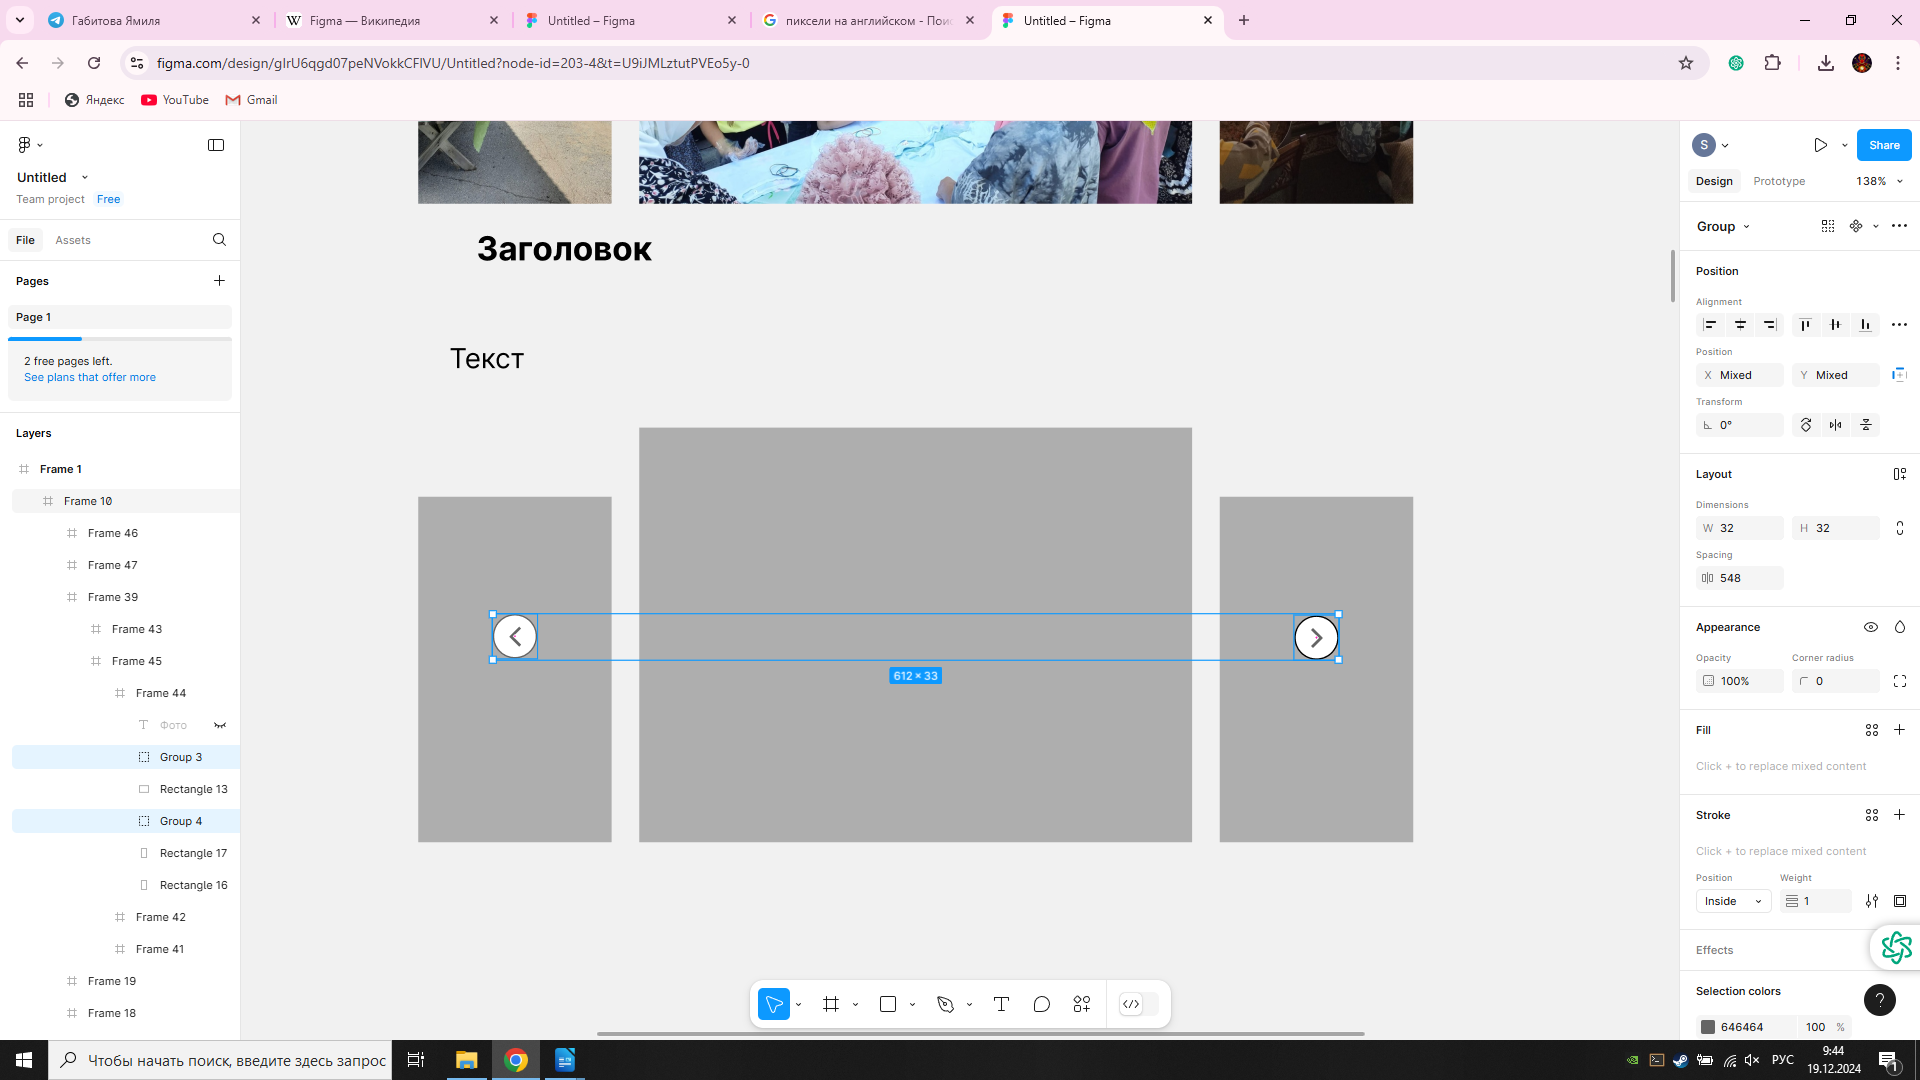 Габитова Ямиля
Figma — Википедия
Untitled – Figma
пиксели на английском - Пои
Untitled – Figma
figma.com/design/gIrU6qgd07peNVokkCFIVU/Untitled?node-id=203-4&t=U9iJMLztutPVEo5y-0
Яндекс
YouTube
Gmail
Untitled
Team project Free
File
Assets
Pages
Page 1
2 free pages left.
See plans that offer more
Layers
Frame 1
Frame 10
Frame 46
Frame 47
Frame 39
Frame 43
Frame 45
Frame 44
Фото
Group 3
Rectangle 13
Group 4
Rectangle 17
Rectangle 16
Frame 42
Frame 41
Frame 19
Frame 18
Заголовок
Текст
612 × 33
S
Share
Design
Prototype
138%
Group
Position
Alignment
Position
X Mixed
Y Mixed
Transform
0°
Layout
Dimensions
W 32
H 32
Spacing
548
Appearance
Opacity
Corner radius
100%
0
Fill
Click + to replace mixed content
Stroke
Click + to replace mixed content
Position
Weight
Inside
1
Effects
Selection colors
646464
100 %
?
Чтобы начать поиск, введите здесь запрос
РУС
9:44
19.12.2024
1